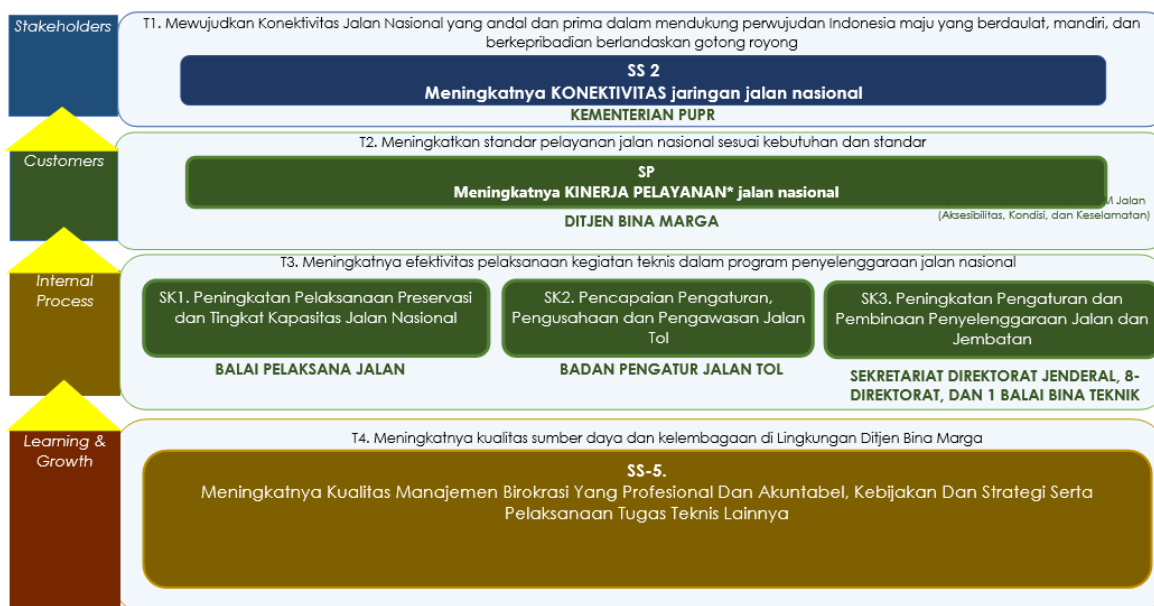 Stakeholders
T1. Mewujudkan Konektivitas Jalan Nasional yang andal dan prima dalam mendukung perwujudan Indonesia maju yang berdaulat, mandiri, dan
berkepribadian berlandaskan gotong royong
SS 2
Meningkatnya KONEKTIVITAS jaringan jalan nasional
KEMENTERIAN PUPR
Customers
T2. Meningkatkan standar pelayanan jalan nasional sesuai kebutuhan dan standar
SP
Meningkatnya KINERJA PELAYANAN* jalan nasional
M Jalan
(Aksesibilitas, Kondisi, dan Keselamatan)
DITJEN BINA MARGA
Internal
Process
T3. Meningkatnya efektivitas pelaksanaan kegiatan teknis dalam program penyelenggaraan jalan nasional
SK1. Peningkatan Pelaksanaan Preservasi
dan Tingkat Kapasitas Jalan Nasional
BALAI PELAKSANA JALAN
SK2. Pencapaian Pengaturan,
Pengusahaan dan Pengawasan Jalan
Tol
BADAN PENGATUR JALAN TOL
SK3. Peningkatan Pengaturan dan
Pembinaan Penyelenggaraan Jalan dan
Jembatan
SEKRETARIAT DIREKTORAT JENDERAL, 8-
DIREKTORAT, DAN 1 BALAI BINA TEKNIK
Learning &
Growth
T4. Meningkatnya kualitas sumber daya dan kelembagaan di Lingkungan Ditjen Bina Marga
SS-5.
Meningkatnya Kualitas Manajemen Birokrasi Yang Profesional Dan Akuntabel, Kebijakan Dan Strategi Serta
Pelaksanaan Tugas Teknis Lainnya